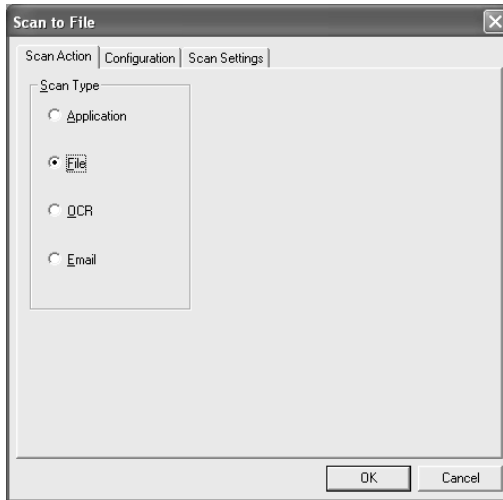 Scan to File
Scan Action Configuration Scan Settings
Scan Type
Application
File
OCR
Email
OK Cancel